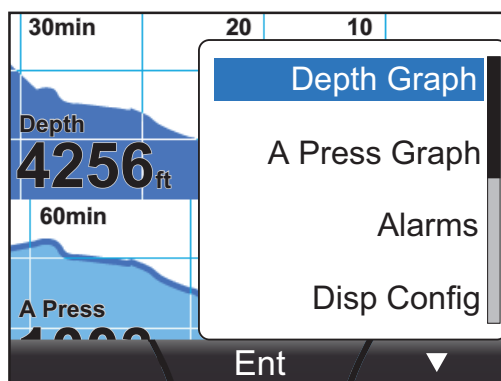 30min 20 10
Depth Graph
Depth
4256ft
A Press Graph
60min
Alarms
A Press
Disp Config
Ent